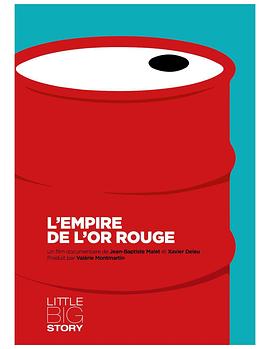 L'EMPIRE
DE L'OR ROUGE
un film documentaire de Jean-Baptiste Malet et Xavier Deleu
Produit par Valérie Montmartin
LITTLE
BIG
STORY